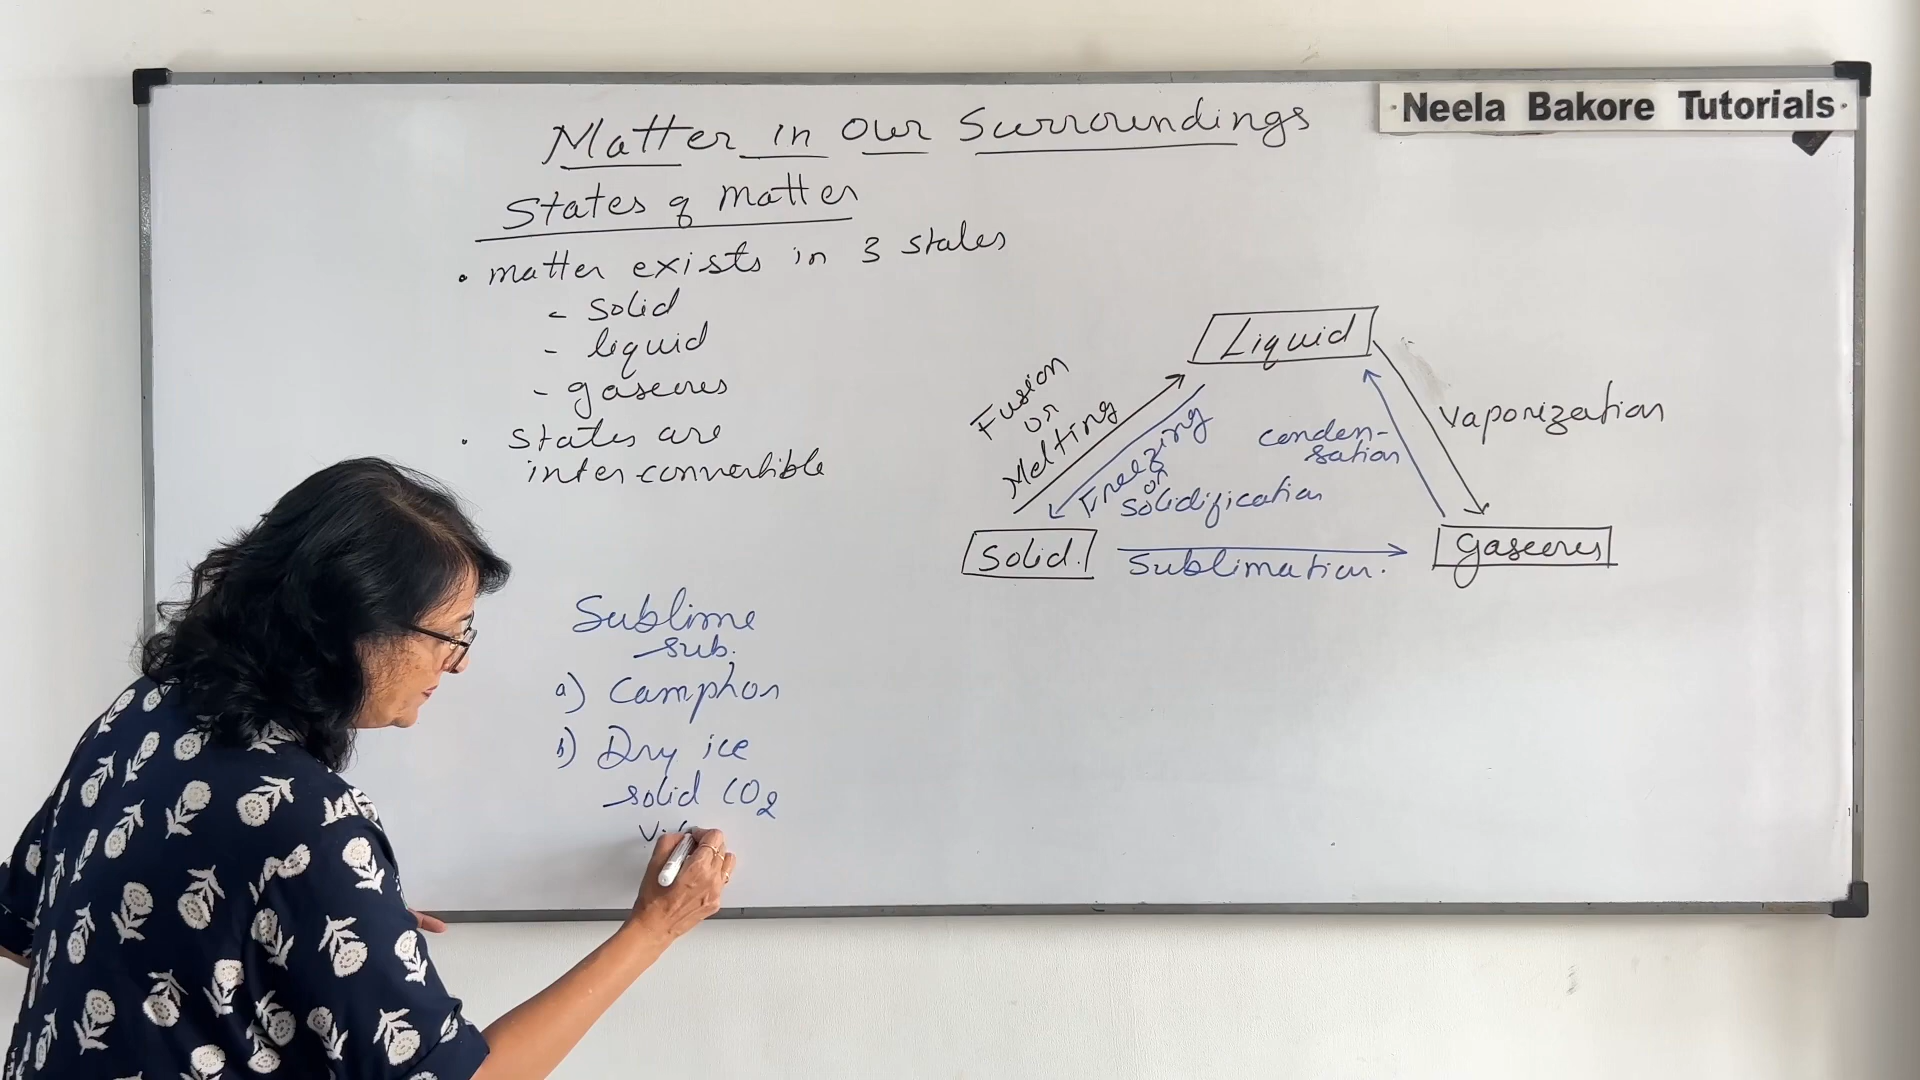 Neela Bakore Tutorials
Matter in Our Surroundings
States of matter
• matter exists in 3 states
- solid
- liquid
- gaseous
• states are
interconvertible
Liquid
Fusion
or
Melting
Freezing
or
solidification
conden-
sation
vaporization
Solid.
Sublimation.
Gaseous
Sublime
sub.
a) Camphor
b) Dry ice
solid CO2